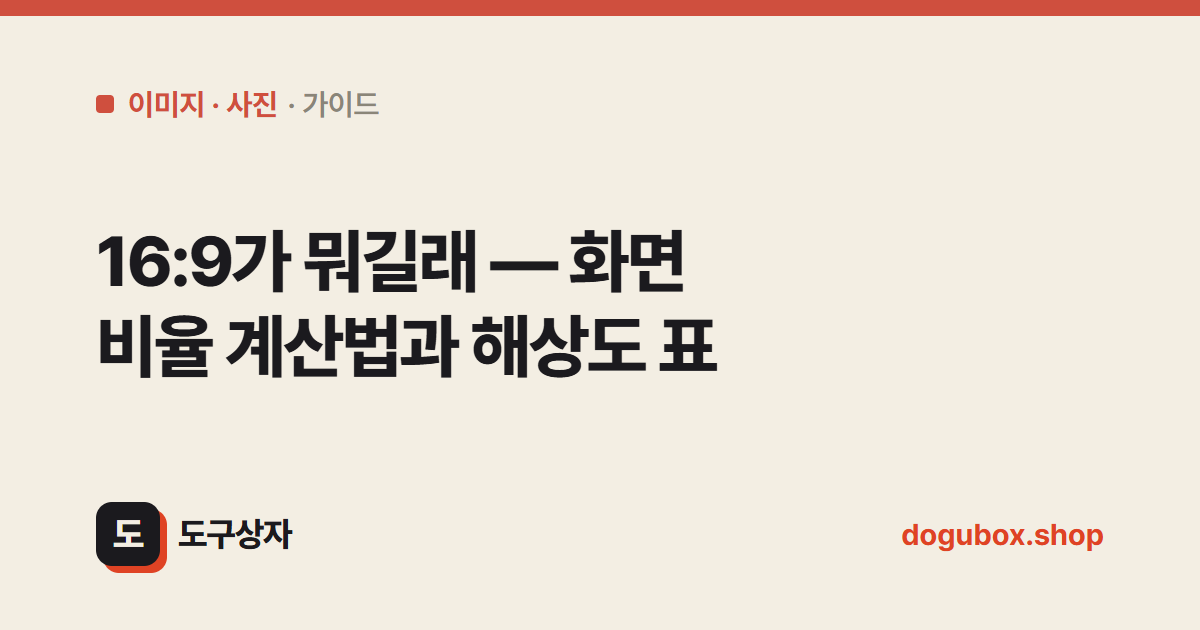 이미지 · 사진 · 가이드
16:9가 뭐길래 — 화면
비율 계산법과 해상도 표
도 도구상자
dogubox.shop